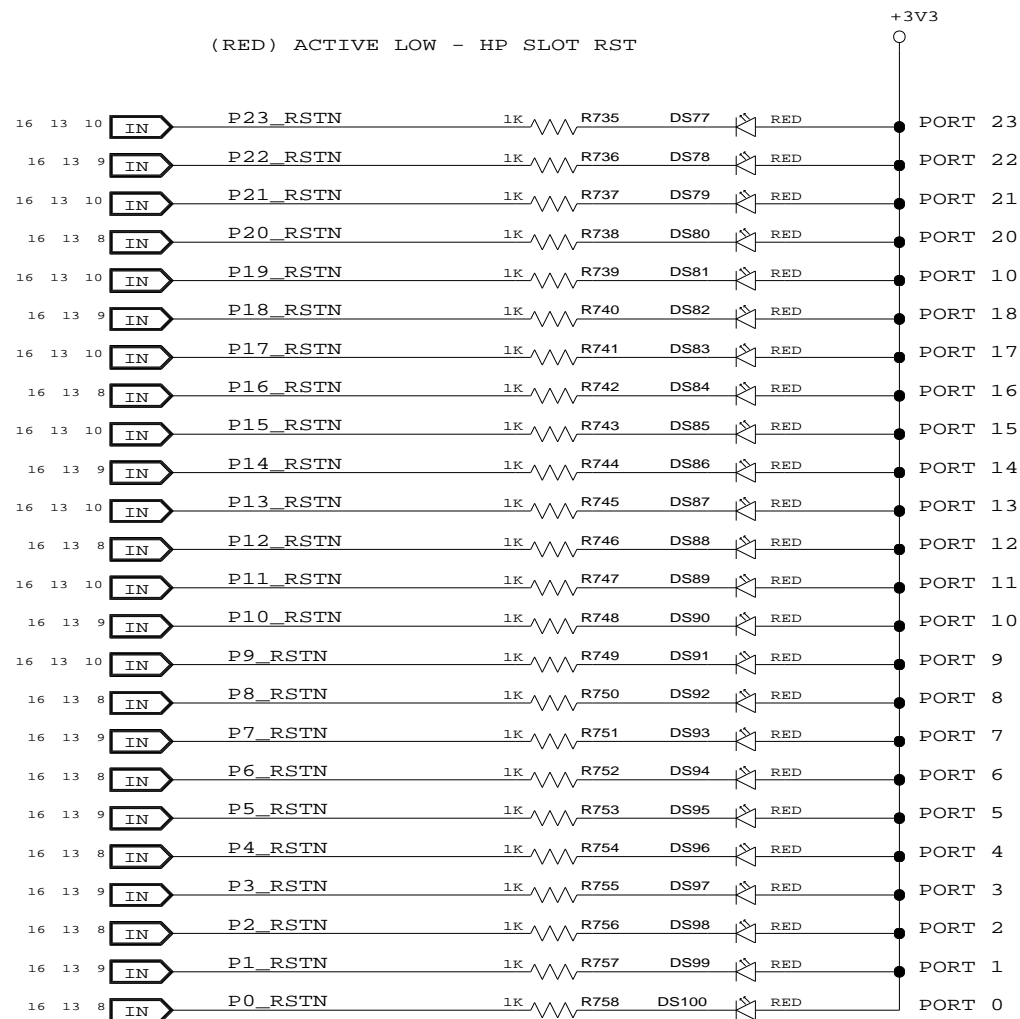 +3V3
(RED) ACTIVE LOW - HP SLOT RST
16 13 10 IN P23_RSTN 1K R735 DS77 RED PORT 23
16 13 9 IN P22_RSTN 1K R736 DS78 RED PORT 22
16 13 10 IN P21_RSTN 1K R737 DS79 RED PORT 21
16 13 8 IN P20_RSTN 1K R738 DS80 RED PORT 20
16 13 10 IN P19_RSTN 1K R739 DS81 RED PORT 10
16 13 9 IN P18_RSTN 1K R740 DS82 RED PORT 18
16 13 10 IN P17_RSTN 1K R741 DS83 RED PORT 17
16 13 8 IN P16_RSTN 1K R742 DS84 RED PORT 16
16 13 10 IN P15_RSTN 1K R743 DS85 RED PORT 15
16 13 9 IN P14_RSTN 1K R744 DS86 RED PORT 14
16 13 10 IN P13_RSTN 1K R745 DS87 RED PORT 13
16 13 8 IN P12_RSTN 1K R746 DS88 RED PORT 12
16 13 10 IN P11_RSTN 1K R747 DS89 RED PORT 11
16 13 9 IN P10_RSTN 1K R748 DS90 RED PORT 10
16 13 10 IN P9_RSTN 1K R749 DS91 RED PORT 9
16 13 8 IN P8_RSTN 1K R750 DS92 RED PORT 8
16 13 9 IN P7_RSTN 1K R751 DS93 RED PORT 7
16 13 8 IN P6_RSTN 1K R752 DS94 RED PORT 6
16 13 9 IN P5_RSTN 1K R753 DS95 RED PORT 5
16 13 8 IN P4_RSTN 1K R754 DS96 RED PORT 4
16 13 9 IN P3_RSTN 1K R755 DS97 RED PORT 3
16 13 8 IN P2_RSTN 1K R756 DS98 RED PORT 2
16 13 9 IN P1_RSTN 1K R757 DS99 RED PORT 1
16 13 8 IN P0_RSTN 1K R758 DS100 RED PORT 0